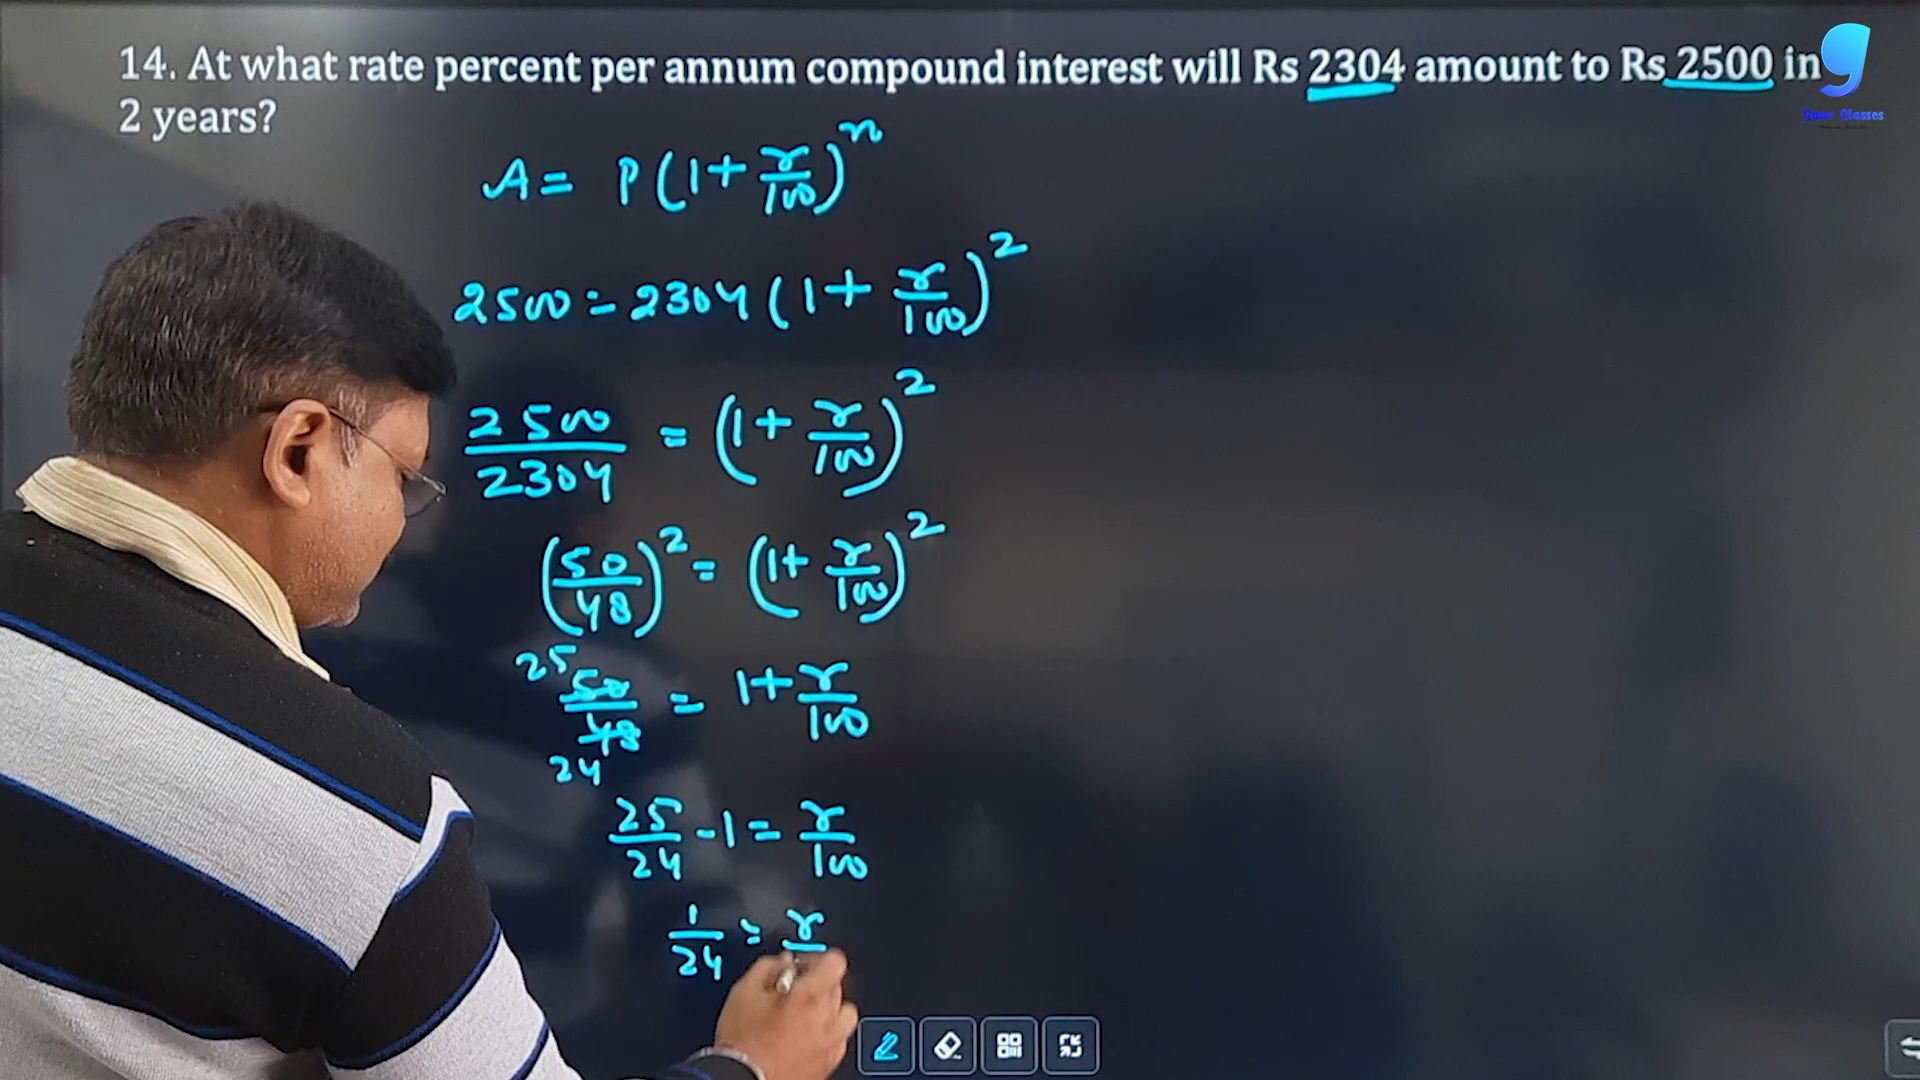 14. At what rate percent per annum compound interest will Rs 2304 amount to Rs 2500 in
2 years?
Gaur Classes
A = P(1+r/100)^n
2500 = 2304(1+r/100)^2
2500/2304 = (1+r/100)^2
(50/48)^2 = (1+r/100)^2
25
50/48 = 1+r/100
24
25/24 - 1 = r/100
1/24 = r